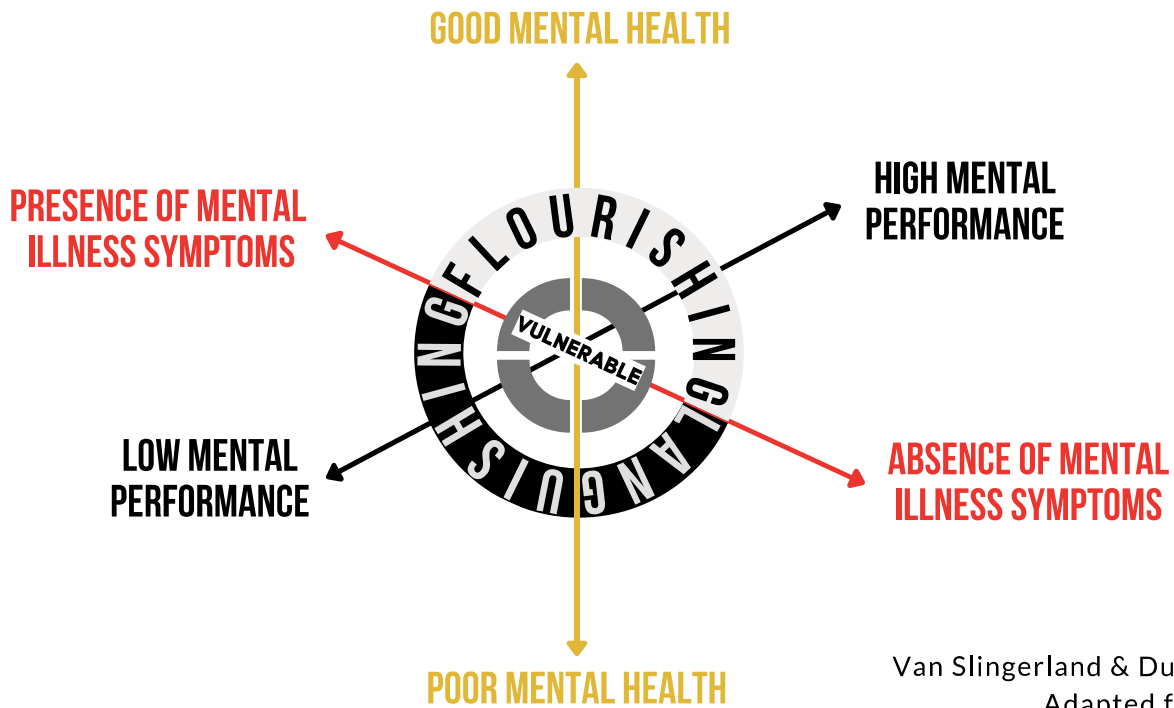 GOOD MENTAL HEALTH
PRESENCE OF MENTAL
ILLNESS SYMPTOMS
HIGH MENTAL
PERFORMANCE
FLOURISHING
VULNERABLE
LANGUISHING
LOW MENTAL
PERFORMANCE
ABSENCE OF MENTAL
ILLNESS SYMPTOMS
POOR MENTAL HEALTH
Van Slingerland & Du
Adapted f